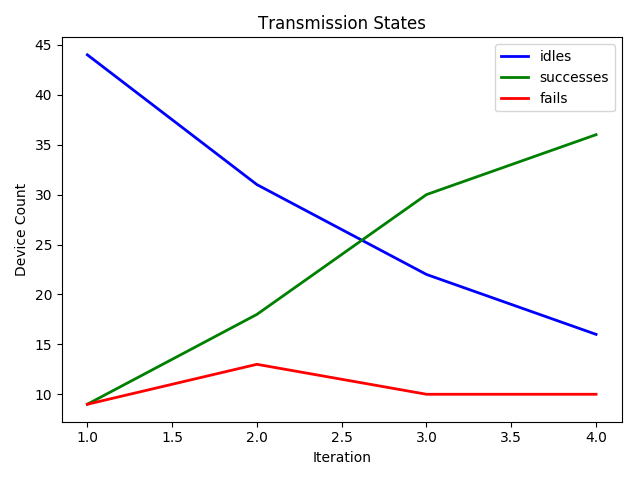 Transmission States
idles
successes
fails
Device Count
45
40
35
30
25
20
15
10
1.0 1.5 2.0 2.5 3.0 3.5 4.0
Iteration